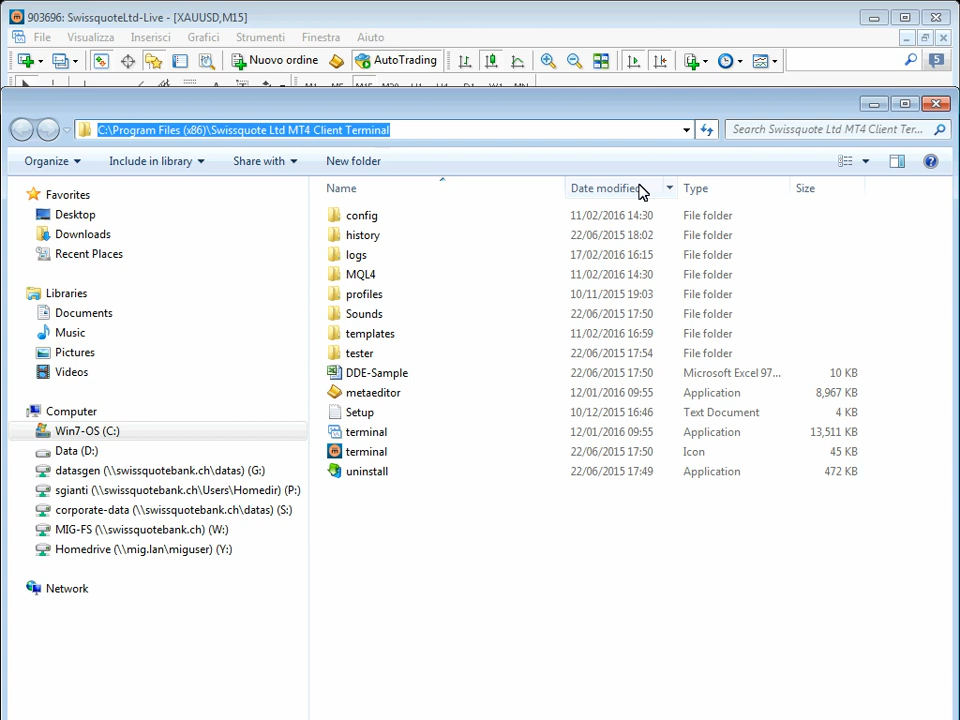 903696: SwissquoteLtd-Live - [XAUUSD,M15]
File Visualizza Inserisci Grafici Strumenti Finestra Aiuto
Nuovo ordine AutoTrading 5
C:\Program Files (x86)\Swissquote Ltd MT4 Client Terminal Search Swissquote Ltd MT4 Client Ter...
Organize Include in library Share with New folder
Name Date modified Type Size
Favorites
Desktop
Downloads
Recent Places
Libraries
Documents
Music
Pictures
Videos
Computer
Win7-OS (C:)
Data (D:)
datasgen (\\swissquotebank.ch\datas) (G:)
sgianti (\\swissquotebank.ch\Users\Homedir) (P:)
corporate-data (\\swissquotebank.ch\datas) (S:)
MIG-FS (\\swissquotebank.ch) (W:)
Homedrive (\\mig.lan\miguser) (Y:)
Network
config 11/02/2016 14:30 File folder
history 22/06/2015 18:02 File folder
logs 17/02/2016 16:15 File folder
MQL4 11/02/2016 14:30 File folder
profiles 10/11/2015 19:03 File folder
Sounds 22/06/2015 17:50 File folder
templates 11/02/2016 16:59 File folder
tester 22/06/2015 17:54 File folder
DDE-Sample 22/06/2015 17:50 Microsoft Excel 97... 10 KB
metaeditor 12/01/2016 09:55 Application 8,967 KB
Setup 10/12/2015 16:46 Text Document 4 KB
terminal 12/01/2016 09:55 Application 13,511 KB
terminal 22/06/2015 17:50 Icon 45 KB
uninstall 22/06/2015 17:49 Application 472 KB